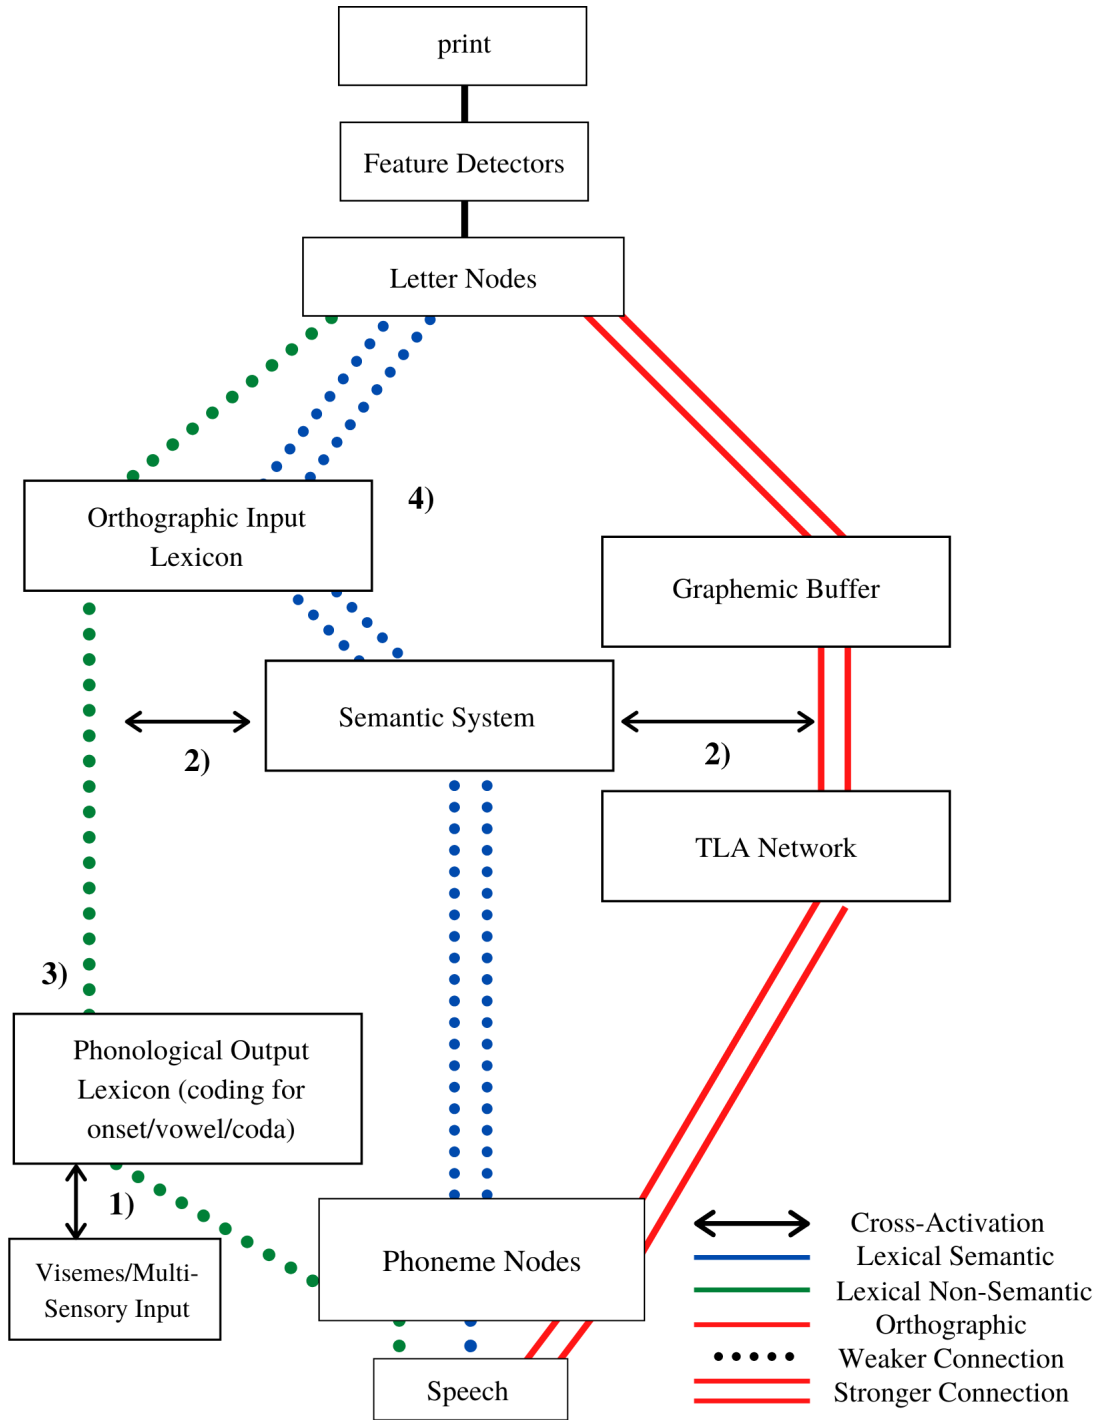 print
Feature Detectors
Letter Nodes
4)
Orthographic Input
Lexicon
Graphemic Buffer
Semantic System
2)
2)
TLA Network
3)
Phonological Output
Lexicon (coding for
onset/vowel/coda)
1)
Visemes/Multi-
Sensory Input
Phoneme Nodes
Speech
Cross-Activation
Lexical Semantic
Lexical Non-Semantic
Orthographic
Weaker Connection
Stronger Connection